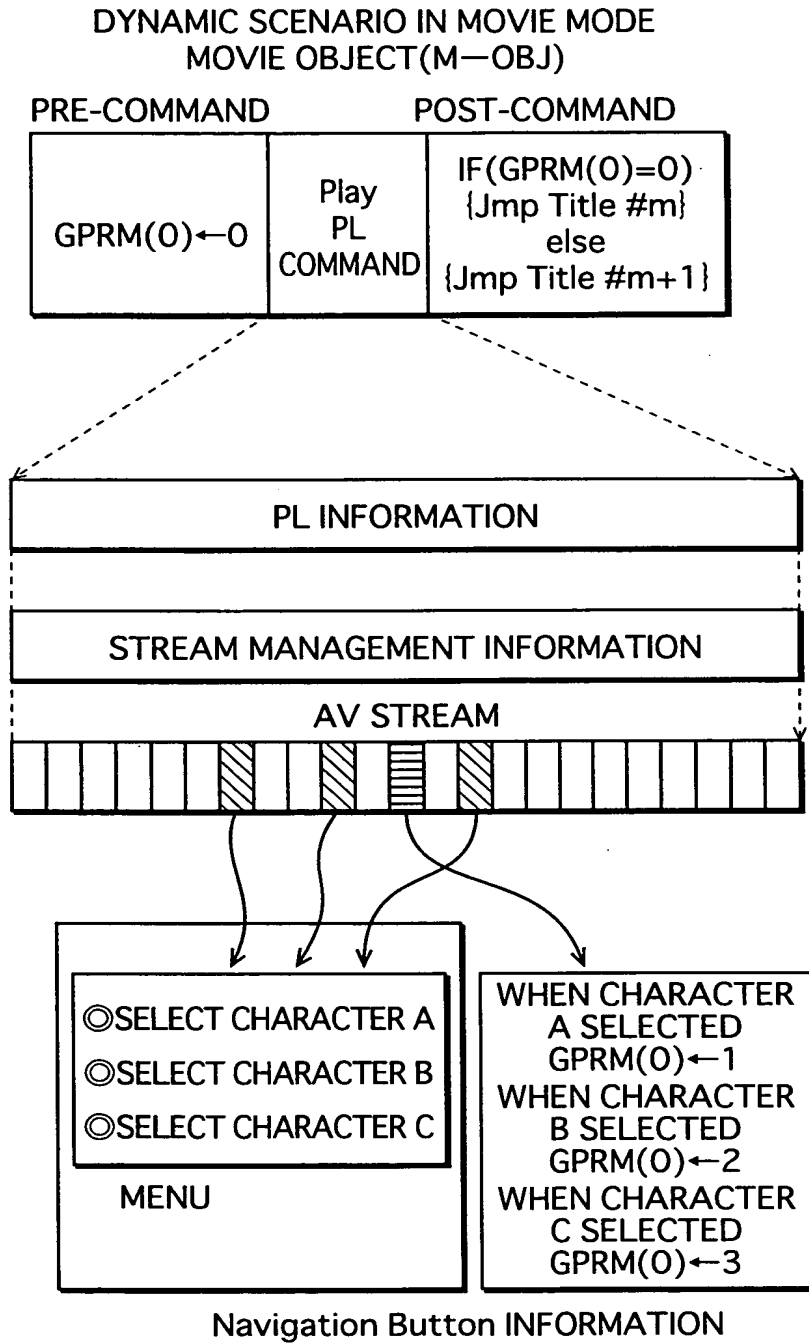 DYNAMIC SCENARIO IN MOVIE MODE
MOVIE OBJECT(M—OBJ)
PRE-COMMAND
POST-COMMAND
GPRM(0)←0
Play
PL
COMMAND
IF(GPRM(0)=0)
{Jmp Title #m}
else
{Jmp Title #m+1}
PL INFORMATION
STREAM MANAGEMENT INFORMATION
AV STREAM
◎SELECT CHARACTER A
◎SELECT CHARACTER B
◎SELECT CHARACTER C
MENU
WHEN CHARACTER
A SELECTED
GPRM(0)←1
WHEN CHARACTER
B SELECTED
GPRM(0)←2
WHEN CHARACTER
C SELECTED
GPRM(0)←3
Navigation Button INFORMATION